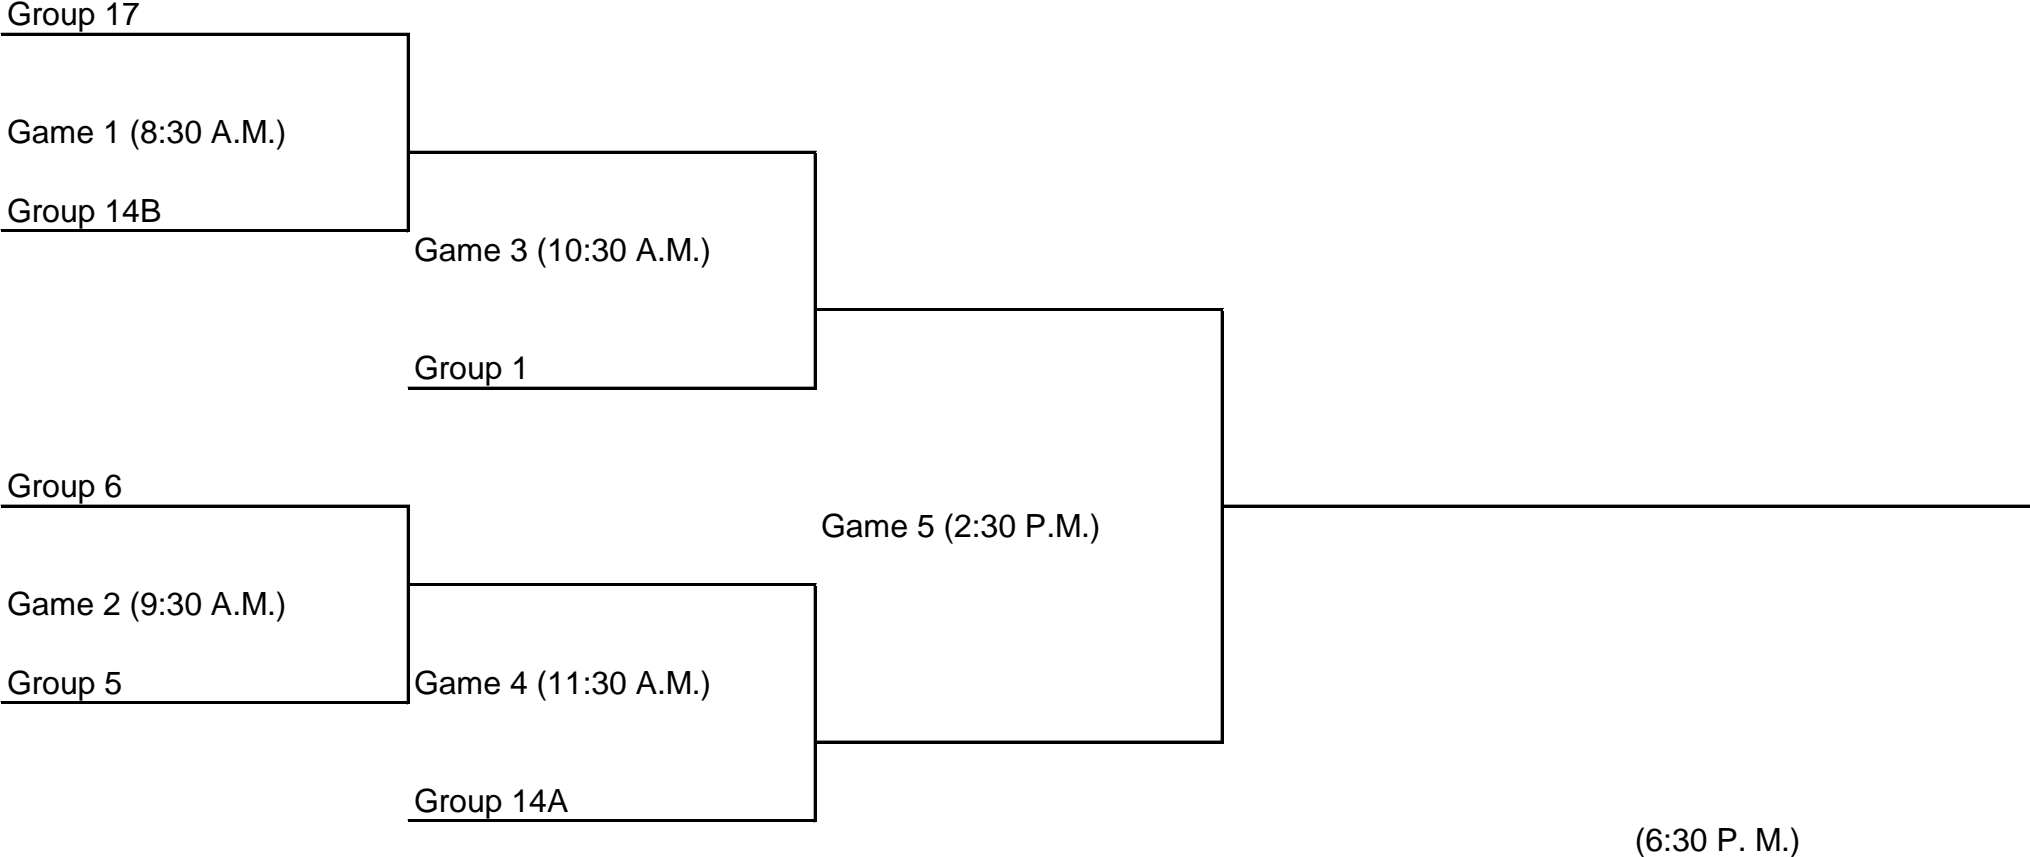 Group 17
Game 1 (8:30 A.M.)
Group 14B
Game 3 (10:30 A.M.)
Group 1
Group 6
Game 5 (2:30 P.M.)
Game 2 (9:30 A.M.)
Group 5
Game 4 (11:30 A.M.)
Group 14A
(6:30 P. M.)